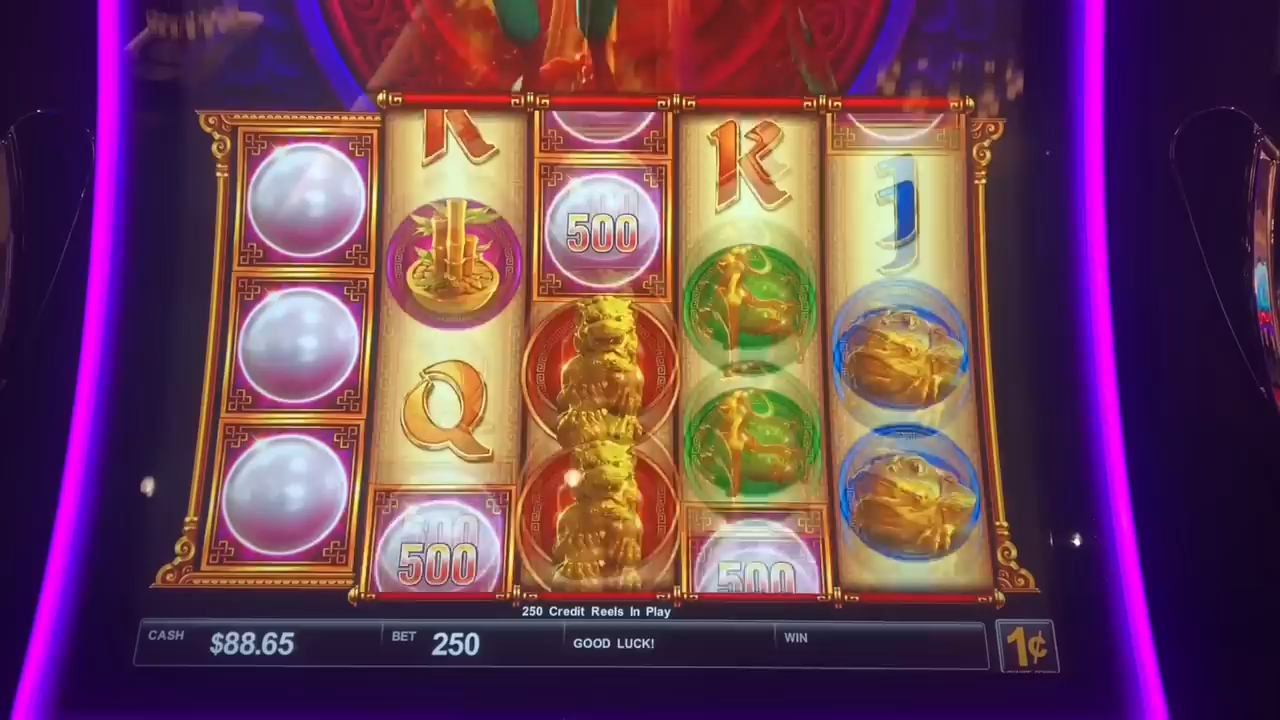 K
K
500
J
Q
500
500
250 Credit Reels In Play
CASH $88.65 BET 250 GOOD LUCK! WIN 1¢